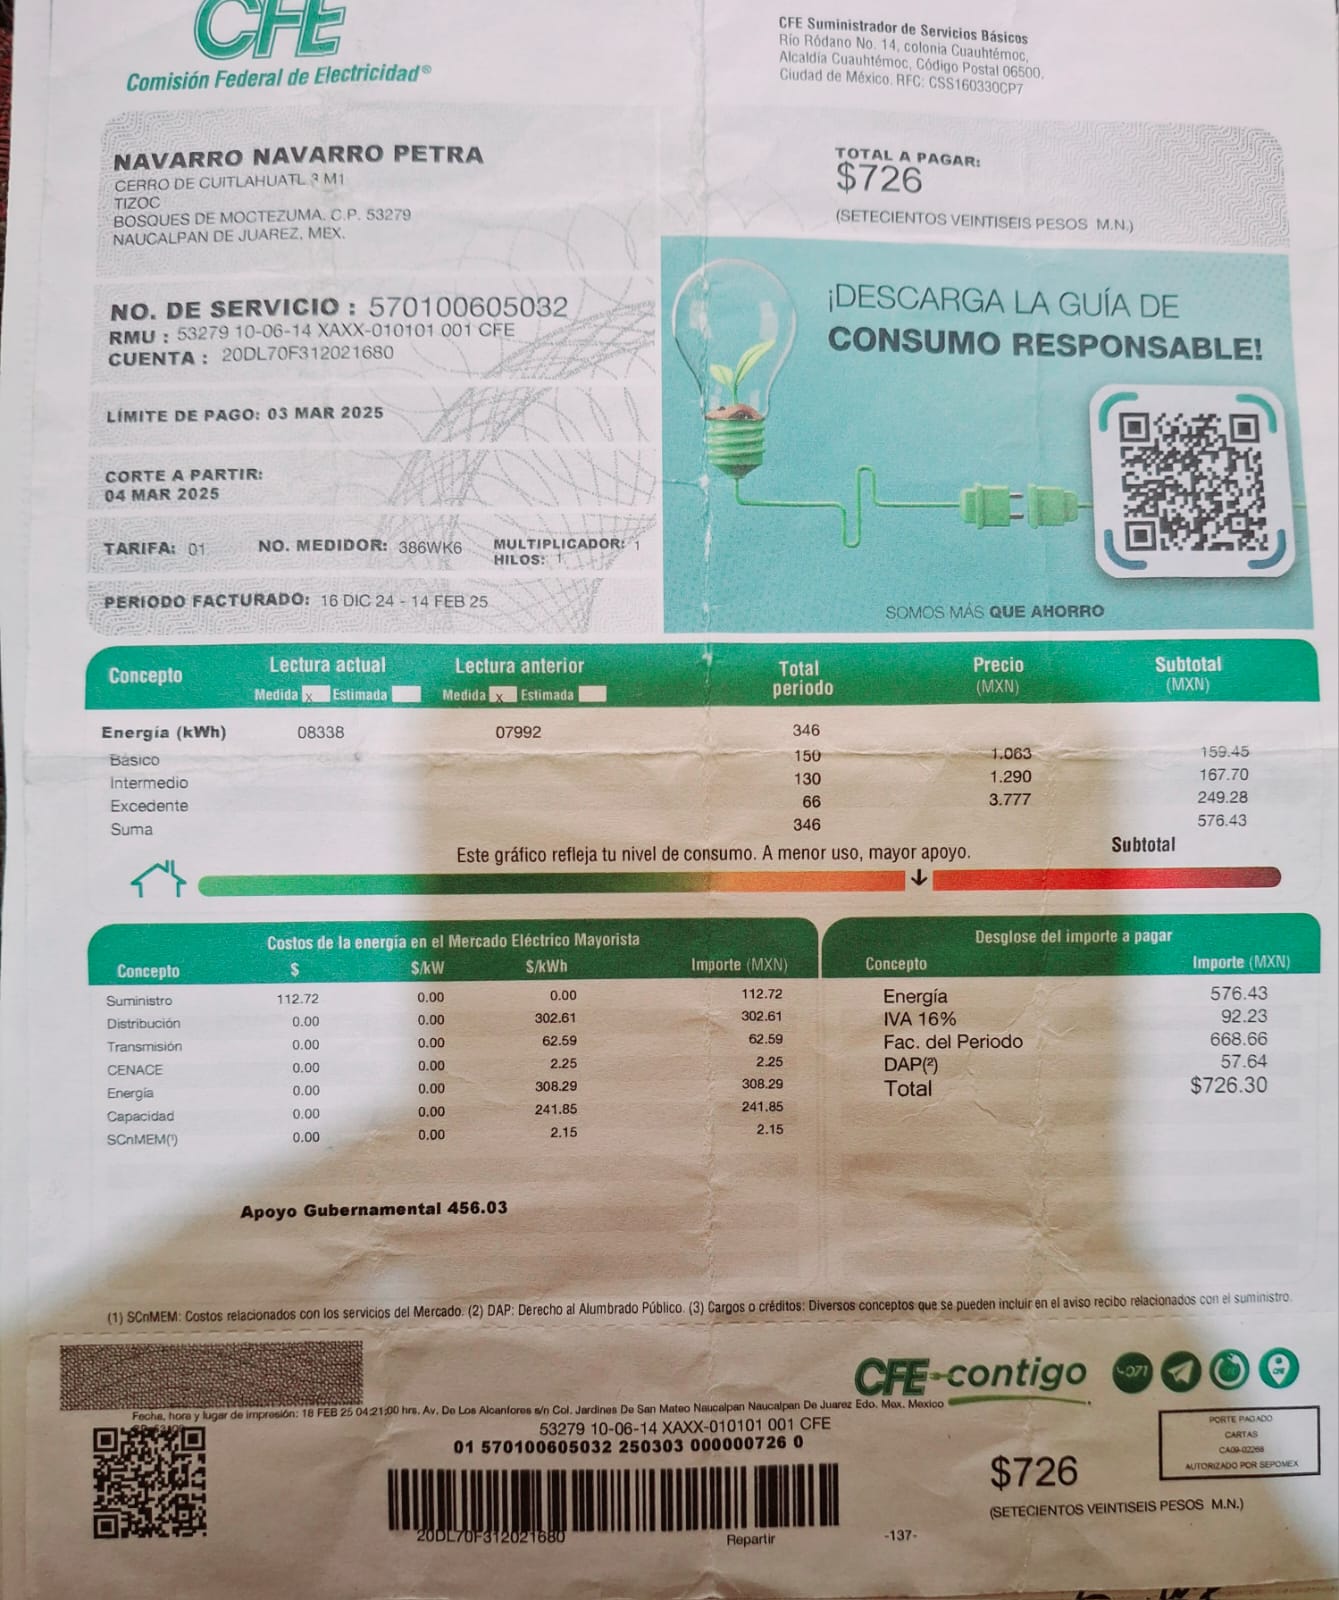 CFE
Comisión Federal de Electricidad®
CFE Suministrador de Servicios Básicos
Río Ródano No. 14, colonia Cuauhtémoc,
Alcaldía Cuauhtémoc, Código Postal 06500,
Ciudad de México. RFC: CSS160330CP7
NAVARRO NAVARRO PETRA
CERRO DE CUITLAHUATL 3 M1
TIZOC
BOSQUES DE MOCTEZUMA. C.P. 53279
NAUCALPAN DE JUAREZ, MEX.
TOTAL A PAGAR:
$726
(SETECIENTOS VEINTISEIS PESOS M.N.)
NO. DE SERVICIO : 570100605032
RMU : 53279 10-06-14 XAXX-010101 001 CFE
CUENTA : 20DL70F312021680
LÍMITE DE PAGO: 03 MAR 2025
CORTE A PARTIR:
04 MAR 2025
TARIFA: 01 NO. MEDIDOR: 386WK6 MULTIPLICADOR: 1
HILOS: 1
PERIODO FACTURADO: 16 DIC 24 - 14 FEB 25
¡DESCARGA LA GUÍA DE
CONSUMO RESPONSABLE!
SOMOS MÁS QUE AHORRO
Concepto Lectura actual Lectura anterior Total periodo Precio (MXN) Subtotal (MXN)
Medida x Estimada Medida x Estimada
Energía (kWh) 08338 07992 346
Básico 150 1.063 159.45
Intermedio 130 1.290 167.70
Excedente 66 3.777 249.28
Suma 346 576.43
Este gráfico refleja tu nivel de consumo. A menor uso, mayor apoyo. Subtotal
Costos de la energía en el Mercado Eléctrico Mayorista
Concepto $ $/kW $/kWh Importe (MXN)
Suministro 112.72 0.00 0.00 112.72
Distribución 0.00 0.00 302.61 302.61
Transmisión 0.00 0.00 62.59 62.59
CENACE 0.00 0.00 2.25 2.25
Energía 0.00 0.00 308.29 308.29
Capacidad 0.00 0.00 241.85 241.85
SCnMEM(¹) 0.00 0.00 2.15 2.15
Apoyo Gubernamental 456.03
Desglose del importe a pagar
Concepto Importe (MXN)
Energía 576.43
IVA 16% 92.23
Fac. del Periodo 668.66
DAP(²) 57.64
Total $726.30
(1) SCnMEM: Costos relacionados con los servicios del Mercado. (2) DAP: Derecho al Alumbrado Público. (3) Cargos o créditos: Diversos conceptos que se pueden incluir en el aviso recibo relacionados con el suministro.
CFE contigo
071
Fecha, hora y lugar de impresión: 18 FEB 25 04:21:00 hrs. Av. De Los Alcanfores s/n Col. Jardines De San Mateo Naucalpan Naucalpan De Juarez Edo. Mex. Mexico
53279 10-06-14 XAXX-010101 001 CFE
01 570100605032 250303 000000726 0
20DL70F312021680
Repartir
-137-
$726
(SETECIENTOS VEINTISEIS PESOS M.N.)
PORTE PAGADO
CARTAS
CA09-02268
AUTORIZADO POR SEPOMEX